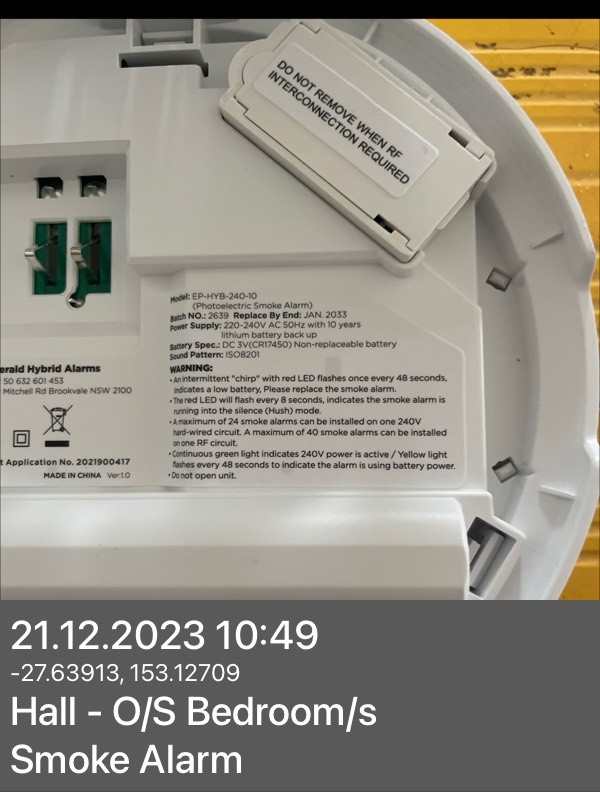 DO NOT REMOVE WHEN RF
INTERCONNECTION REQUIRED
Model: EP-HYB-240-10
(Photoelectric Smoke Alarm)
Batch NO.: 2639 Replace By End: JAN. 2033
Power Supply: 220-240V AC 50Hz with 10 years
lithium battery back up
Battery Spec.: DC 3V(CR17450) Non-replaceable battery
Sound Pattern: ISO8201
WARNING:
• An intermittent "chirp" with red LED flashes once every 48 seconds,
indicates a low battery, Please replace the smoke alarm.
• The red LED will flash every 8 seconds, indicates the smoke alarm is
running into the silence (Hush) mode.
• A maximum of 24 smoke alarms can be installed on one 240V
hard-wired circuit. A maximum of 40 smoke alarms can be installed
on one RF circuit.
• Continuous green light indicates 240V power is active / Yellow light
flashes every 48 seconds to indicate the alarm is using battery power.
• Do not open unit.
erald Hybrid Alarms
50 632 601 453
Mitchell Rd Brookvale NSW 2100
t Application No. 2021900417
MADE IN CHINA Ver:1.0
21.12.2023 10:49
-27.63913, 153.12709
Hall - O/S Bedroom/s
Smoke Alarm